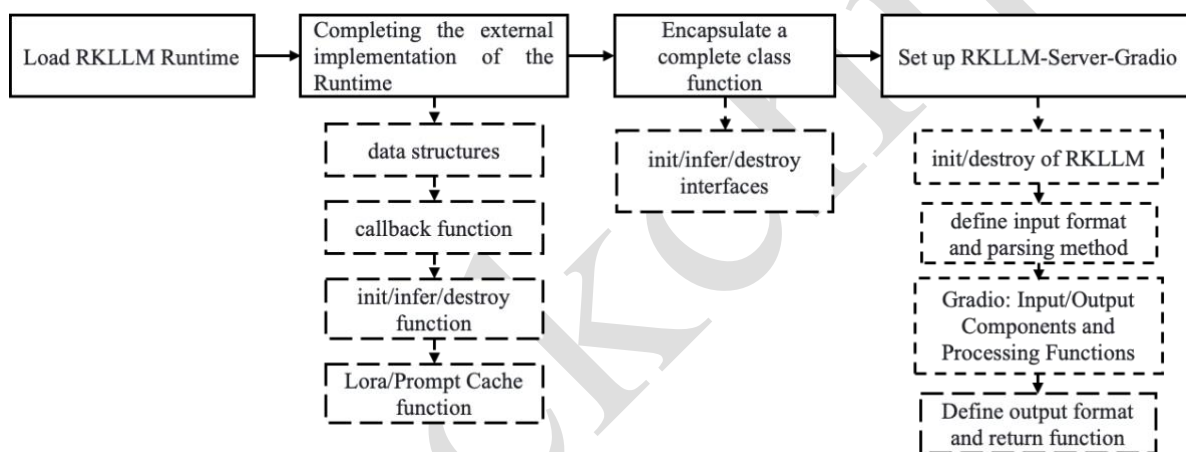 Load RKLLM Runtime
Completing the external
implementation of the
Runtime
Encapsulate a
complete class
function
Set up RKLLM-Server-Gradio
data structures
callback function
init/infer/destroy
function
Lora/Prompt Cache
function
init/infer/destroy
interfaces
init/destroy of RKLLM
define input format
and parsing method
Gradio: Input/Output
Components and
Processing Functions
Define output format
and return function